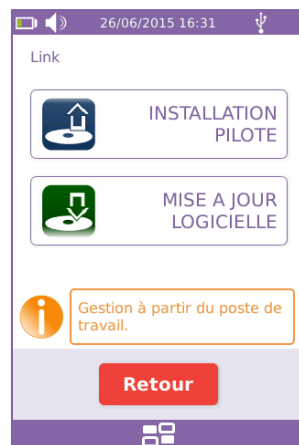 26/06/2015 16:31
Link
INSTALLATION
PILOTE
MISE A JOUR
LOGICIELLE
Gestion à partir du poste de
travail.
Retour